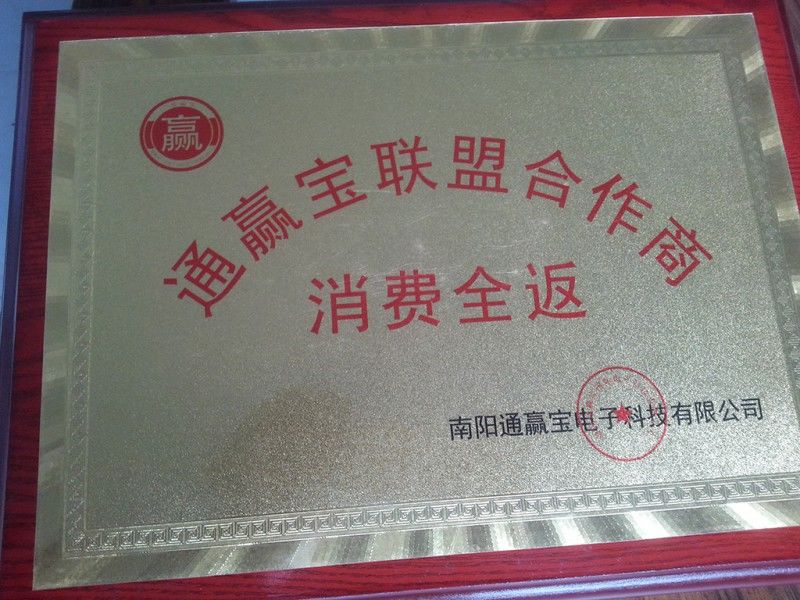 赢
通赢宝联盟合作商
消费全返
南阳通赢宝电子科技有限公司